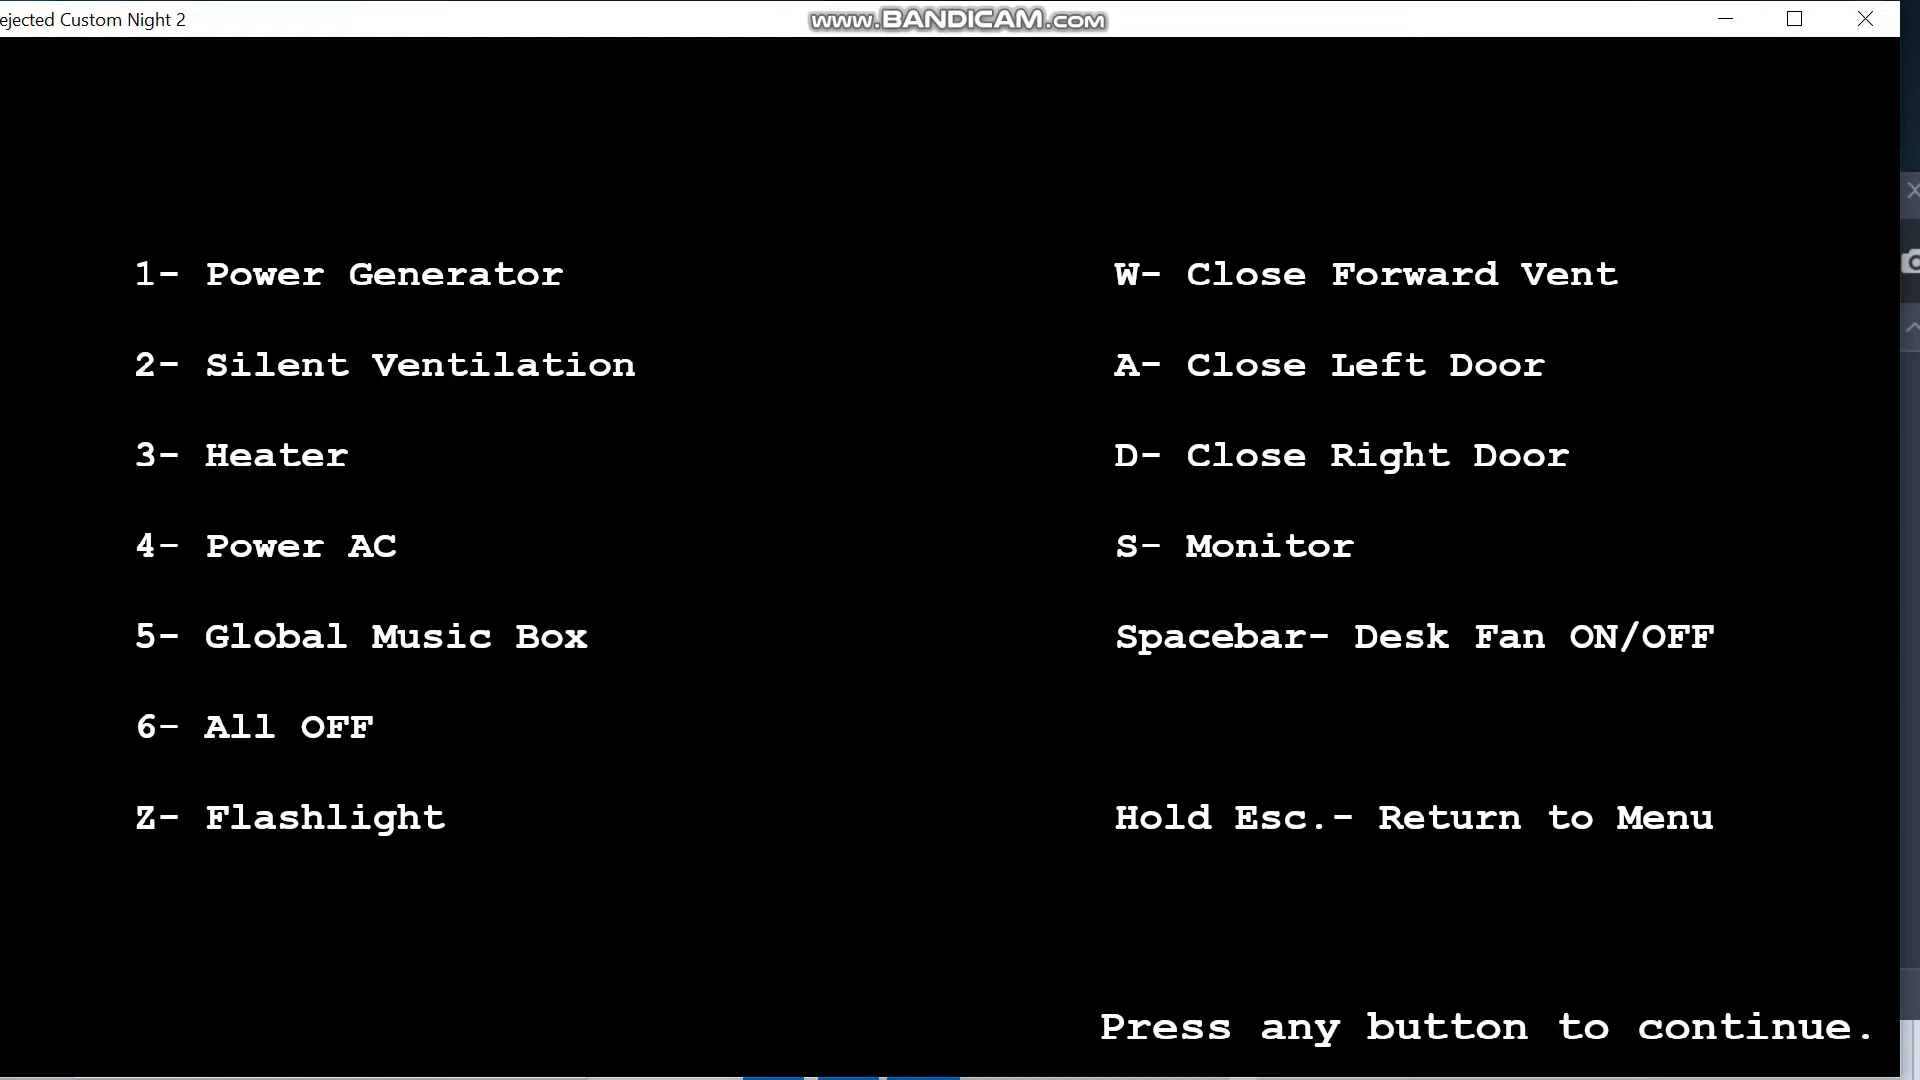 ejected Custom Night 2
www.BANDICAM.com
1- Power Generator
2- Silent Ventilation
3- Heater
4- Power AC
5- Global Music Box
6- All OFF
Z- Flashlight
W- Close Forward Vent
A- Close Left Door
D- Close Right Door
S- Monitor
Spacebar- Desk Fan ON/OFF
Hold Esc.- Return to Menu
Press any button to continue.